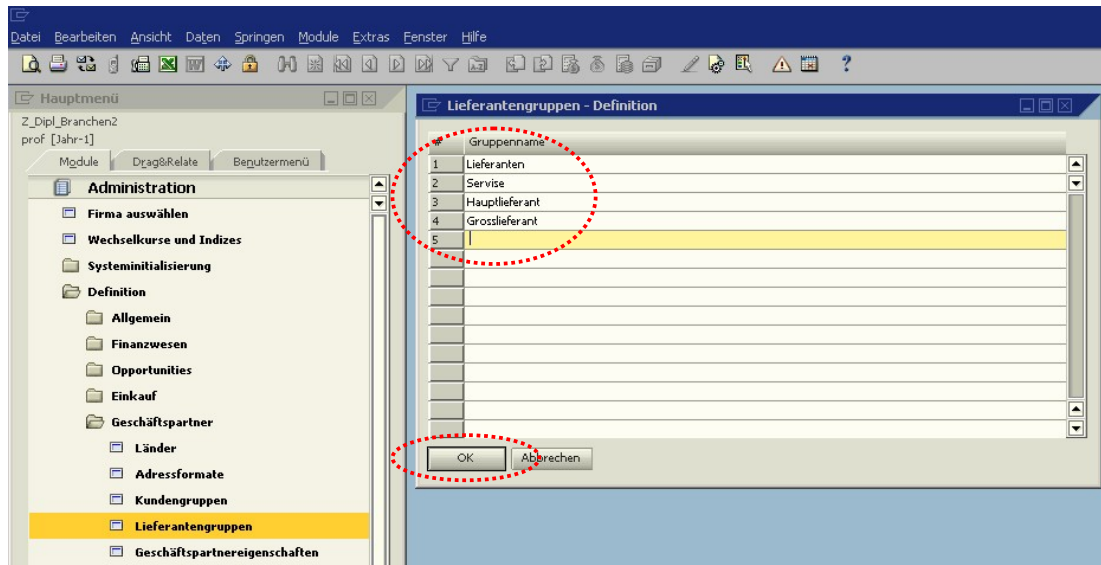 Datei Bearbeiten Ansicht Daten Springen Module Extras Fenster Hilfe
Hauptmenü
Z_Dipl_Branchen2
prof [Jahr-1]
Module Drag&Relate Benutzermenü
Administration
Firma auswählen
Wechselkurse und Indizes
Systeminitialisierung
Definition
Allgemein
Finanzwesen
Opportunities
Einkauf
Geschäftspartner
Länder
Adressformate
Kundengruppen
Lieferantengruppen
Geschäftspartnereigenschaften
Lieferantengruppen - Definition
# Gruppenname
1 Lieferanten
2 Servise
3 Hauptlieferant
4 Grosslieferant
5
OK Abbrechen